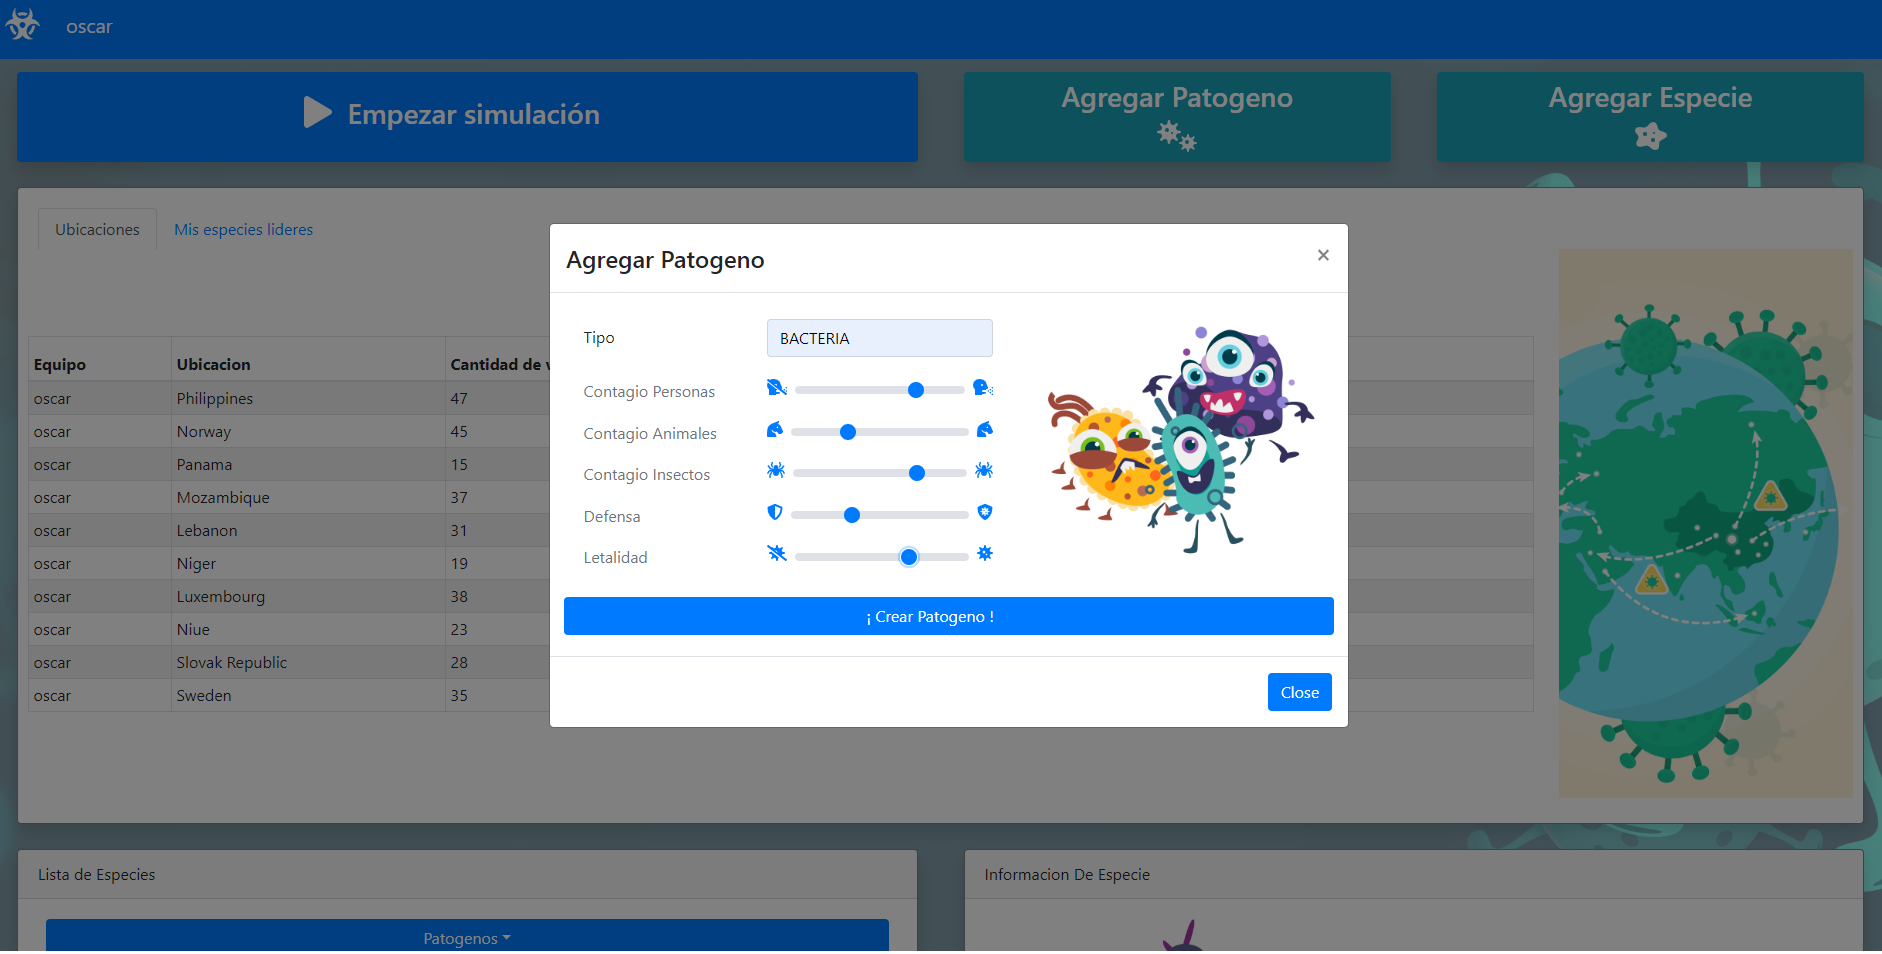 oscar
Empezar simulación
Agregar Patogeno
Agregar Especie
Ubicaciones
Mis especies lideres
Agregar Patogeno
×
Tipo
BACTERIA
Contagio Personas
Contagio Animales
Contagio Insectos
Defensa
Letalidad
¡ Crear Patogeno !
Close
Equipo Ubicacion Cantidad de
oscar Philippines 47
oscar Norway 45
oscar Panama 15
oscar Mozambique 37
oscar Lebanon 31
oscar Niger 19
oscar Luxembourg 38
oscar Niue 23
oscar Slovak Republic 28
oscar Sweden 35
Lista de Especies
Informacion De Especie
Patogenos